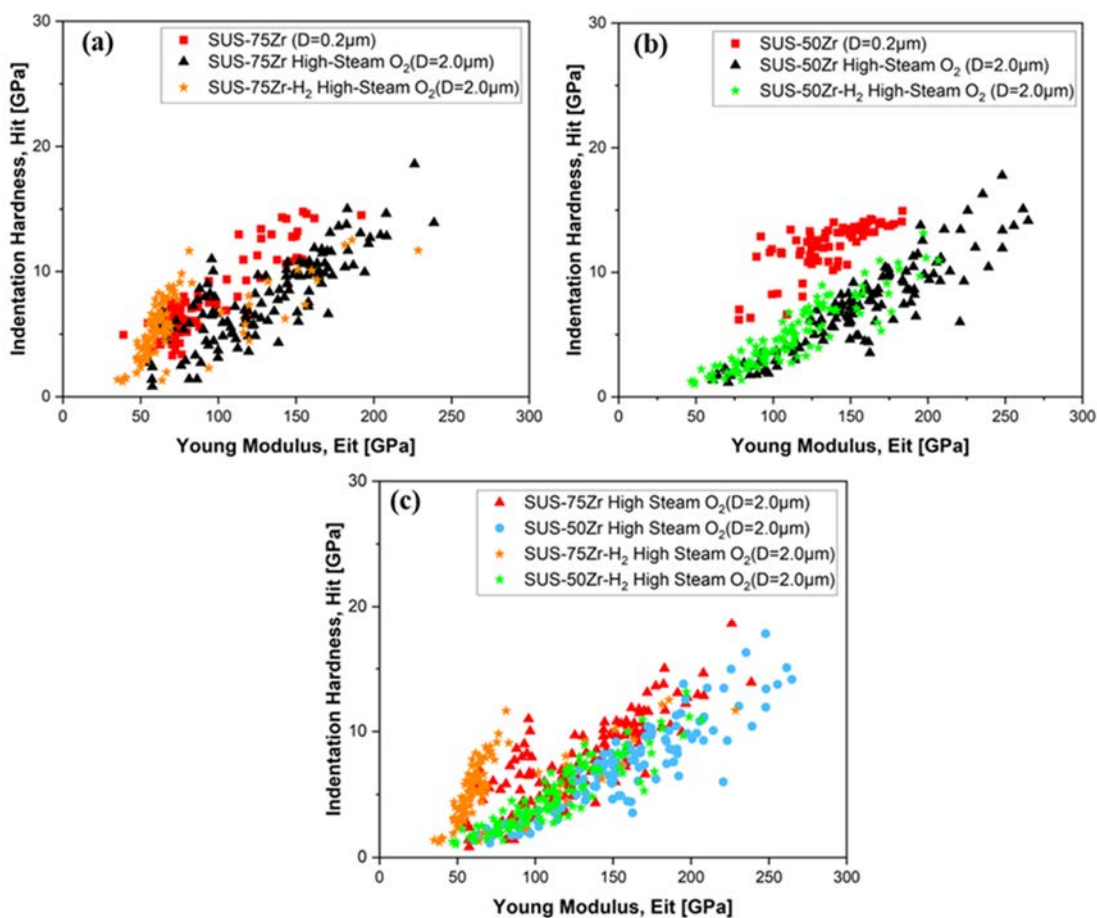 (a)
SUS-75Zr (D=0.2μm)
SUS-75Zr High-Steam O₂(D=2.0μm)
SUS-75Zr-H₂ High-Steam O₂(D=2.0μm)
Indentation Hardness, Hit [GPa]
30
20
10
0
0 50 100 150 200 250 300
Young Modulus, Eit [GPa]
(b)
SUS-50Zr (D=0.2μm)
SUS-50Zr High-Steam O₂ (D=2.0μm)
SUS-50Zr-H₂ High-Steam O₂ (D=2.0μm)
Indentation Hardness, Hit [GPa]
30
20
10
0
0 50 100 150 200 250 300
Young Modulus, Eit [GPa]
(c)
SUS-75Zr High Steam O₂(D=2.0μm)
SUS-50Zr High Steam O₂(D=2.0μm)
SUS-75Zr-H₂ High Steam O₂(D=2.0μm)
SUS-50Zr-H₂ High Steam O₂(D=2.0μm)
Indentation Hardness, Hit [GPa]
30
20
10
0
0 50 100 150 200 250 300
Young Modulus, Eit [GPa]